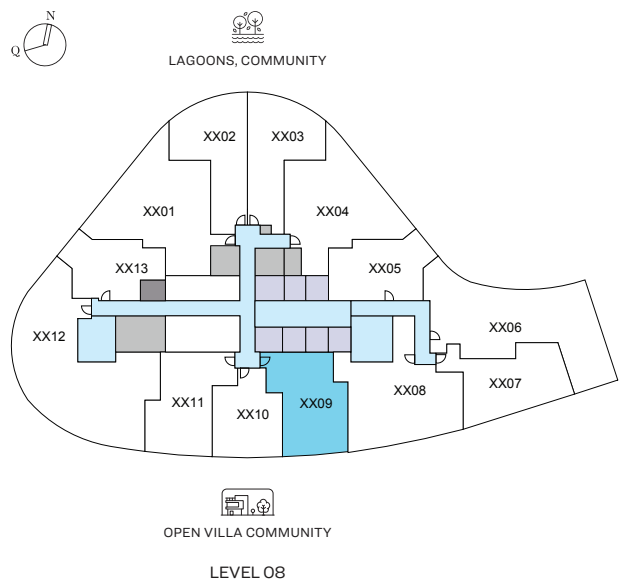 N
Q
LAGOONS, COMMUNITY
XX02
XX03
XX01
XX04
XX13
XX05
XX12
XX06
XX08
XX07
XX11
XX10
XX09
OPEN VILLA COMMUNITY
LEVEL 08